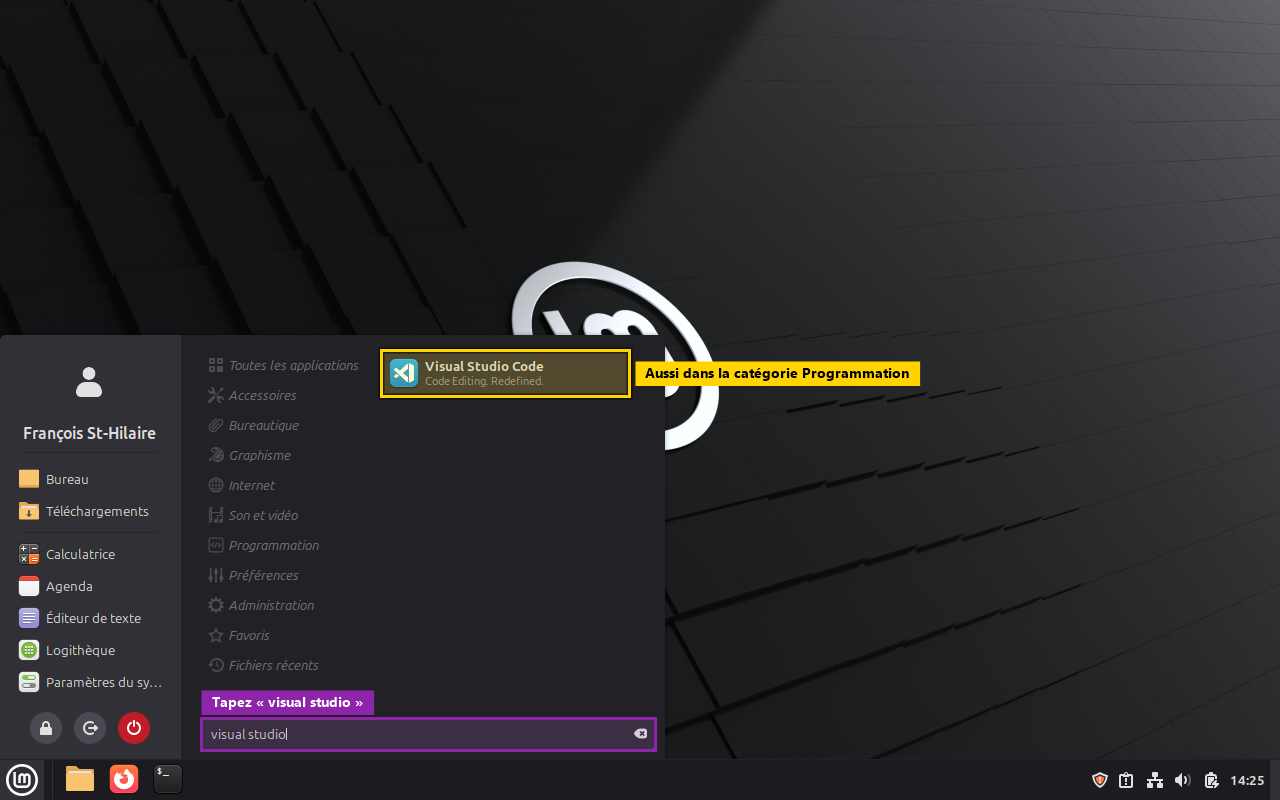 François St-Hilaire
Bureau
Téléchargements
Calculatrice
Agenda
Éditeur de texte
Logithèque
Paramètres du sy...
Toutes les applications
Accessoires
Bureautique
Graphisme
Internet
Son et vidéo
Programmation
Préférences
Administration
Favoris
Fichiers récents
Visual Studio Code
Code Editing. Redefined.
Aussi dans la catégorie Programmation
Tapez « visual studio »
visual studio
14:25